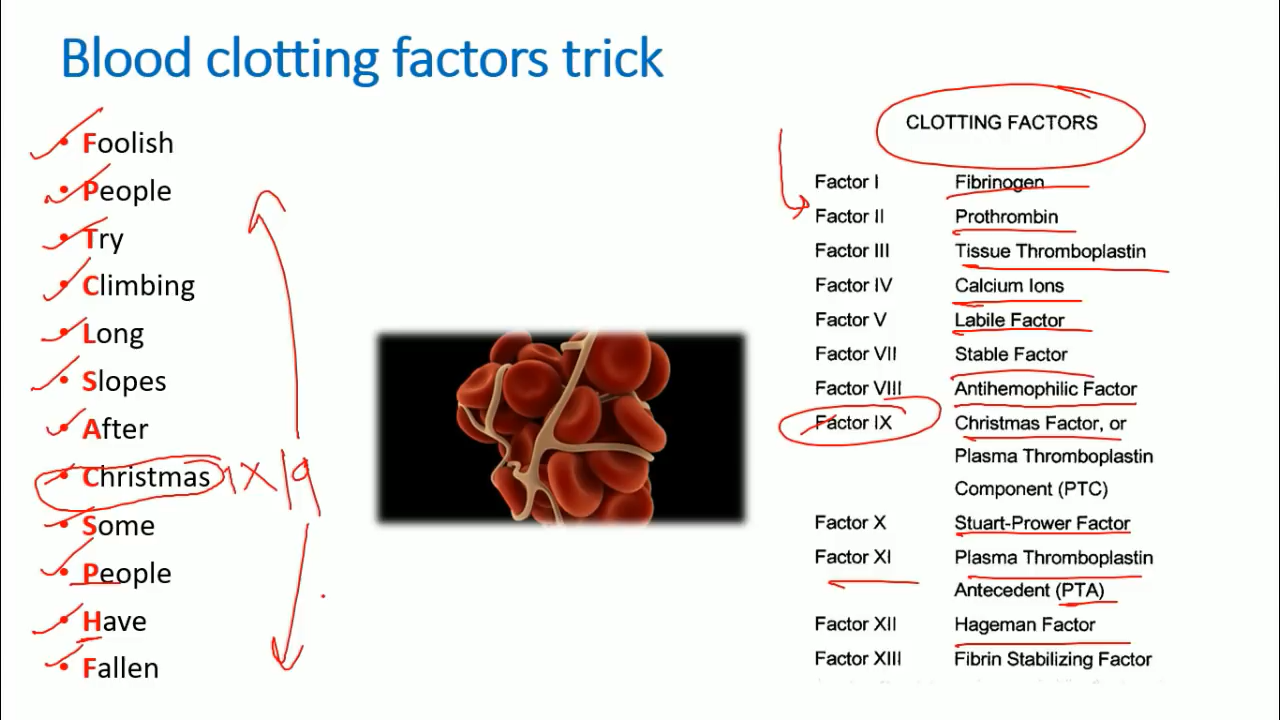 Blood clotting factors trick
Foolish
People
Try
Climbing
Long
Slopes
After
Christmas IX 19
Some
People
Have
Fallen
CLOTTING FACTORS
Factor I Fibrinogen
Factor II Prothrombin
Factor III Tissue Thromboplastin
Factor IV Calcium Ions
Factor V Labile Factor
Factor VII Stable Factor
Factor VIII Antihemophilic Factor
Factor IX Christmas Factor, or
Plasma Thromboplastin
Component (PTC)
Factor X Stuart-Prower Factor
Factor XI Plasma Thromboplastin
Antecedent (PTA)
Factor XII Hageman Factor
Factor XIII Fibrin Stabilizing Factor